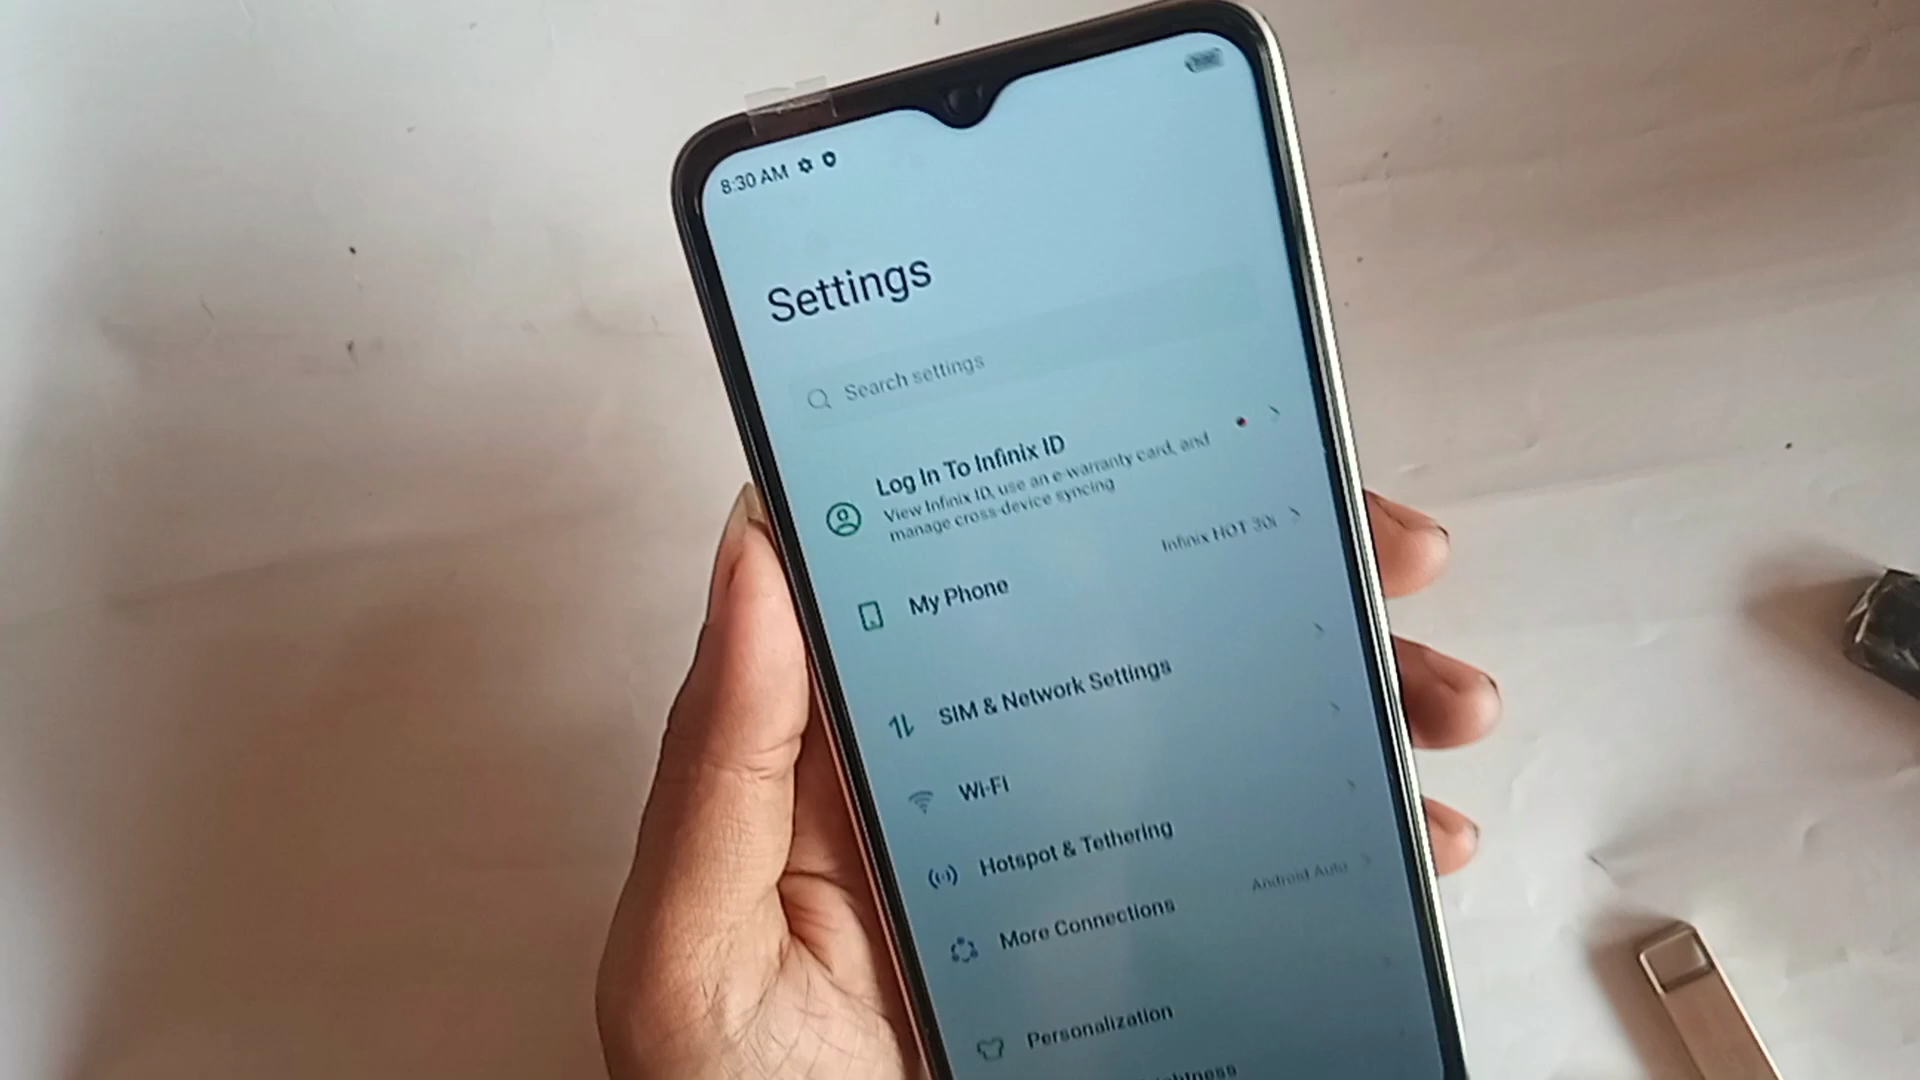 8:30 AM
Settings
Search settings
Log In To Infinix ID
View Infinix ID, use an e-warranty card, and
manage cross-device syncing
My Phone
Infinix HOT 30i
SIM & Network Settings
Wi-Fi
Hotspot & Tethering
More Connections
Android Auto
Personalization